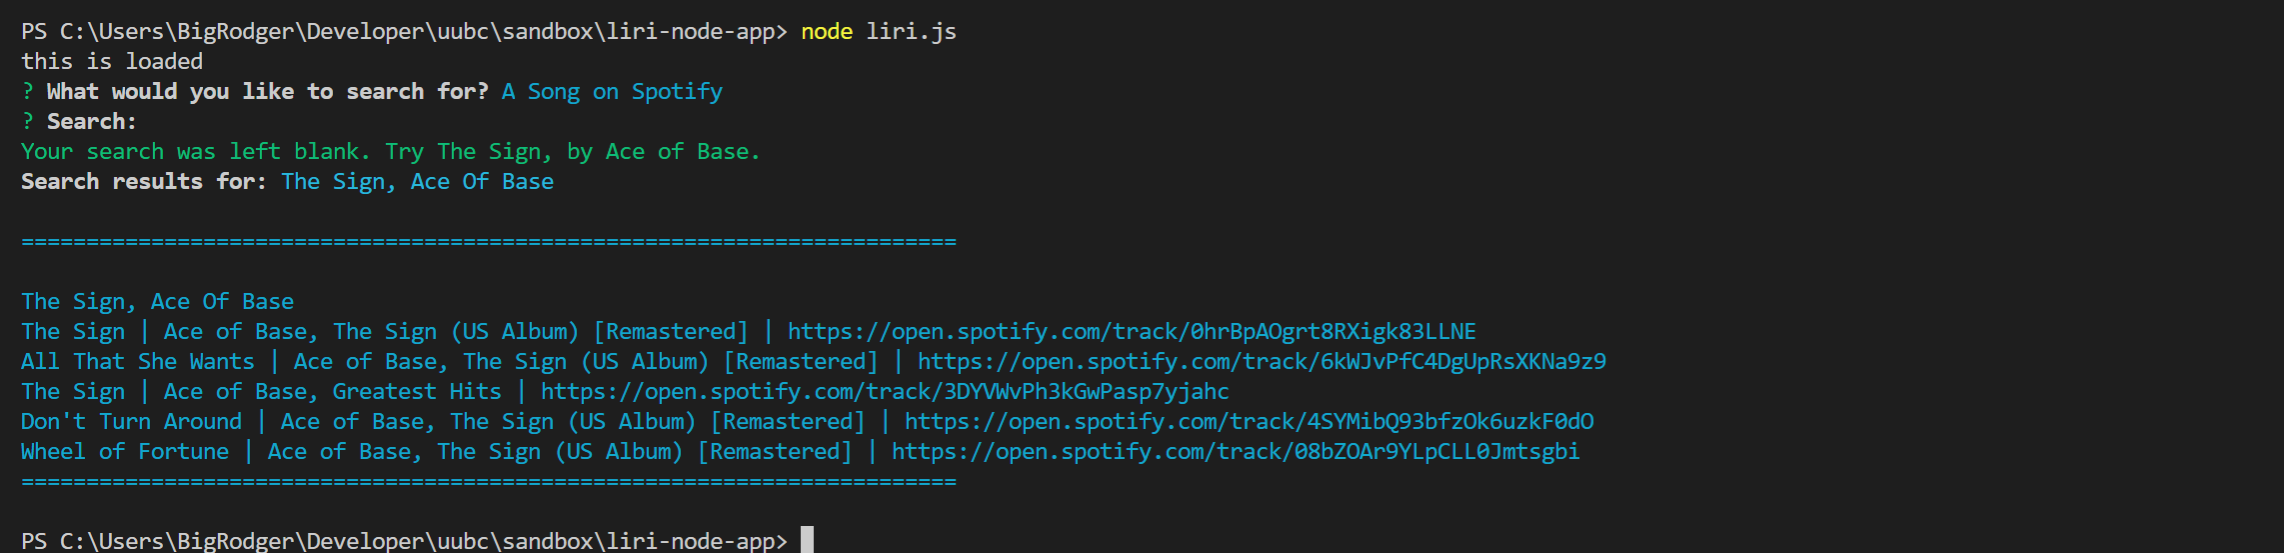 PS C:\Users\BigRodger\Developer\uubc\sandbox\liri-node-app> node liri.js
this is loaded
? What would you like to search for? A Song on Spotify
? Search:
Your search was left blank. Try The Sign, by Ace of Base.
Search results for: The Sign, Ace Of Base
========================================================================
The Sign, Ace Of Base
The Sign | Ace of Base, The Sign (US Album) [Remastered] | https://open.spotify.com/track/0hrBpAOgrt8RXigk83LLNE
All That She Wants | Ace of Base, The Sign (US Album) [Remastered] | https://open.spotify.com/track/6kWJvPfC4DgUpRsXKNa9z9
The Sign | Ace of Base, Greatest Hits | https://open.spotify.com/track/3DYVWvPh3kGwPasp7yjahc
Don't Turn Around | Ace of Base, The Sign (US Album) [Remastered] | https://open.spotify.com/track/4SYMibQ93bfzOk6uzkF0dO
Wheel of Fortune | Ace of Base, The Sign (US Album) [Remastered] | https://open.spotify.com/track/08bZOAr9YLpCLL0Jmtsgbi
========================================================================
PS C:\Users\BigRodger\Developer\uubc\sandbox\liri-node-app>